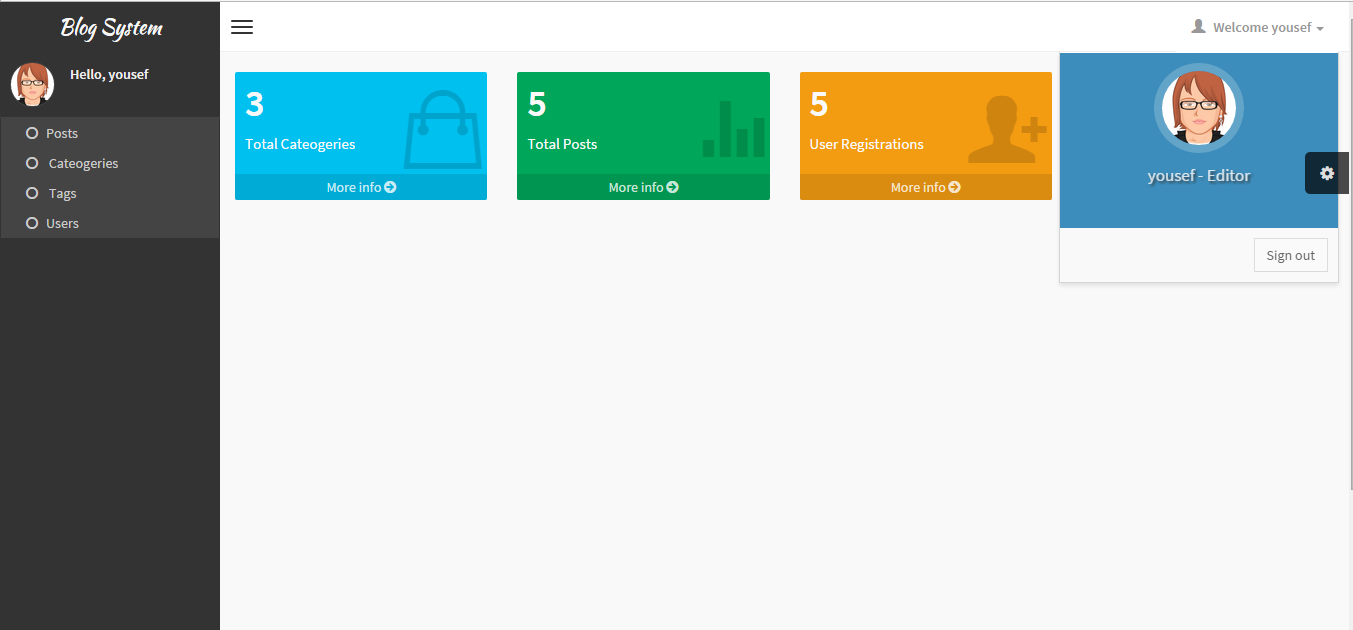 Blog System
Welcome yousef
Hello, yousef
Posts
Cateogeries
Tags
Users
3
Total Cateogeries
More info
5
Total Posts
More info
5
User Registrations
More info
yousef - Editor
Sign out